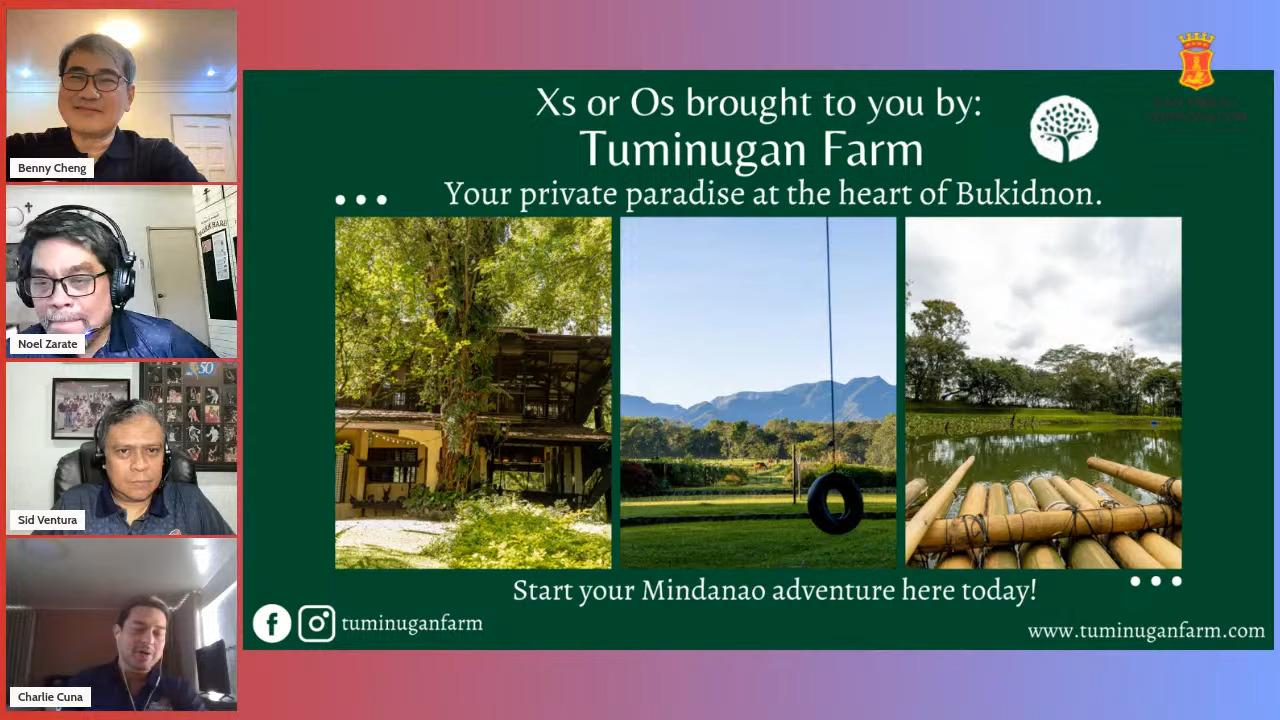 Benny Cheng
Noel Zarate
Sid Ventura
Charlie Cuna
Xs or Os brought to you by:
Tuminugan Farm
Your private paradise at the heart of Bukidnon.
Start your Mindanao adventure here today!
tuminuganfarm
www.tuminuganfarm.com
50